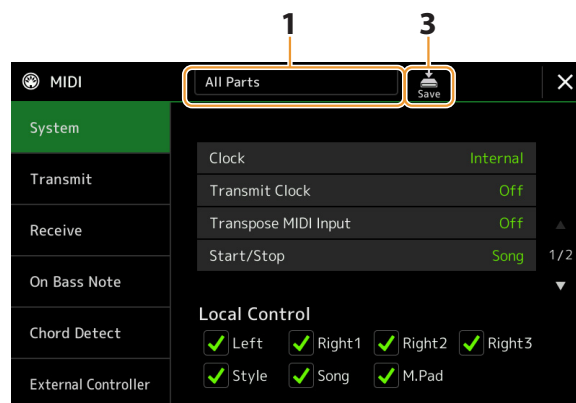 1 3
MIDI All Parts Save
System
Transmit
Receive
On Bass Note
Chord Detect
External Controller
Clock Internal
Transmit Clock Off
Transpose MIDI Input Off
Start/Stop Song
1/2
Local Control
Left Right1 Right2 Right3
Style Song M.Pad